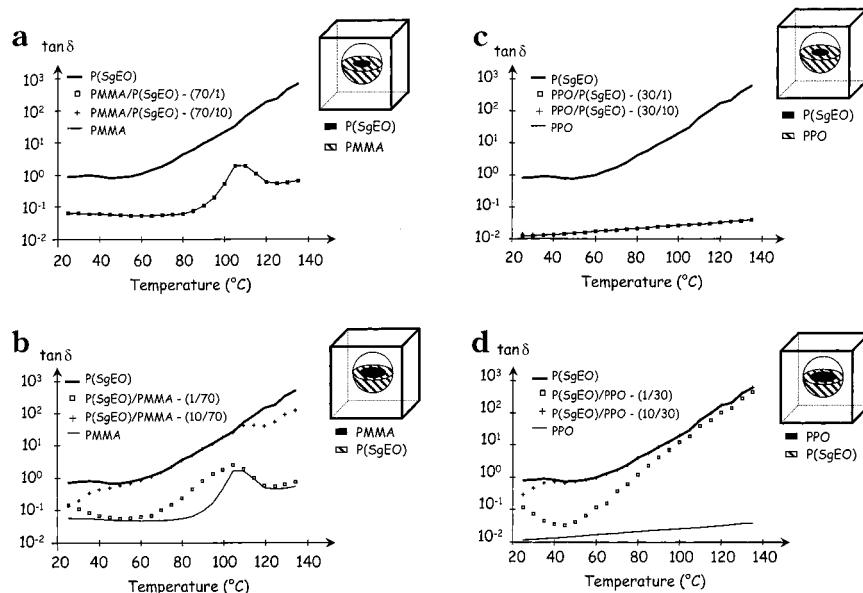 a
tan δ
10³
10²
10¹
10⁰
10⁻¹
10⁻²
P(SgEO)
PMMA/P(SgEO) - (70/1)
PMMA/P(SgEO) - (70/10)
PMMA
20 40 60 80 100 120 140
Temperature (°C)
P(SgEO)
PMMA
c
tan δ
10³
10²
10¹
10⁰
10⁻¹
10⁻²
P(SgEO)
PPO/P(SgEO) - (30/1)
PPO/P(SgEO) - (30/10)
PPO
20 40 60 80 100 120 140
Temperature (°C)
P(SgEO)
PPO
b
tan δ
10³
10²
10¹
10⁰
10⁻¹
10⁻²
P(SgEO)
P(SgEO)/PMMA - (1/70)
P(SgEO)/PMMA - (10/70)
PMMA
20 40 60 80 100 120 140
Temperature (°C)
PMMA
P(SgEO)
d
tan δ
10³
10²
10¹
10⁰
10⁻¹
10⁻²
P(SgEO)
P(SgEO)/PPO - (1/30)
P(SgEO)/PPO - (10/30)
PPO
20 40 60 80 100 120 140
Temperature (°C)
PPO
P(SgEO)